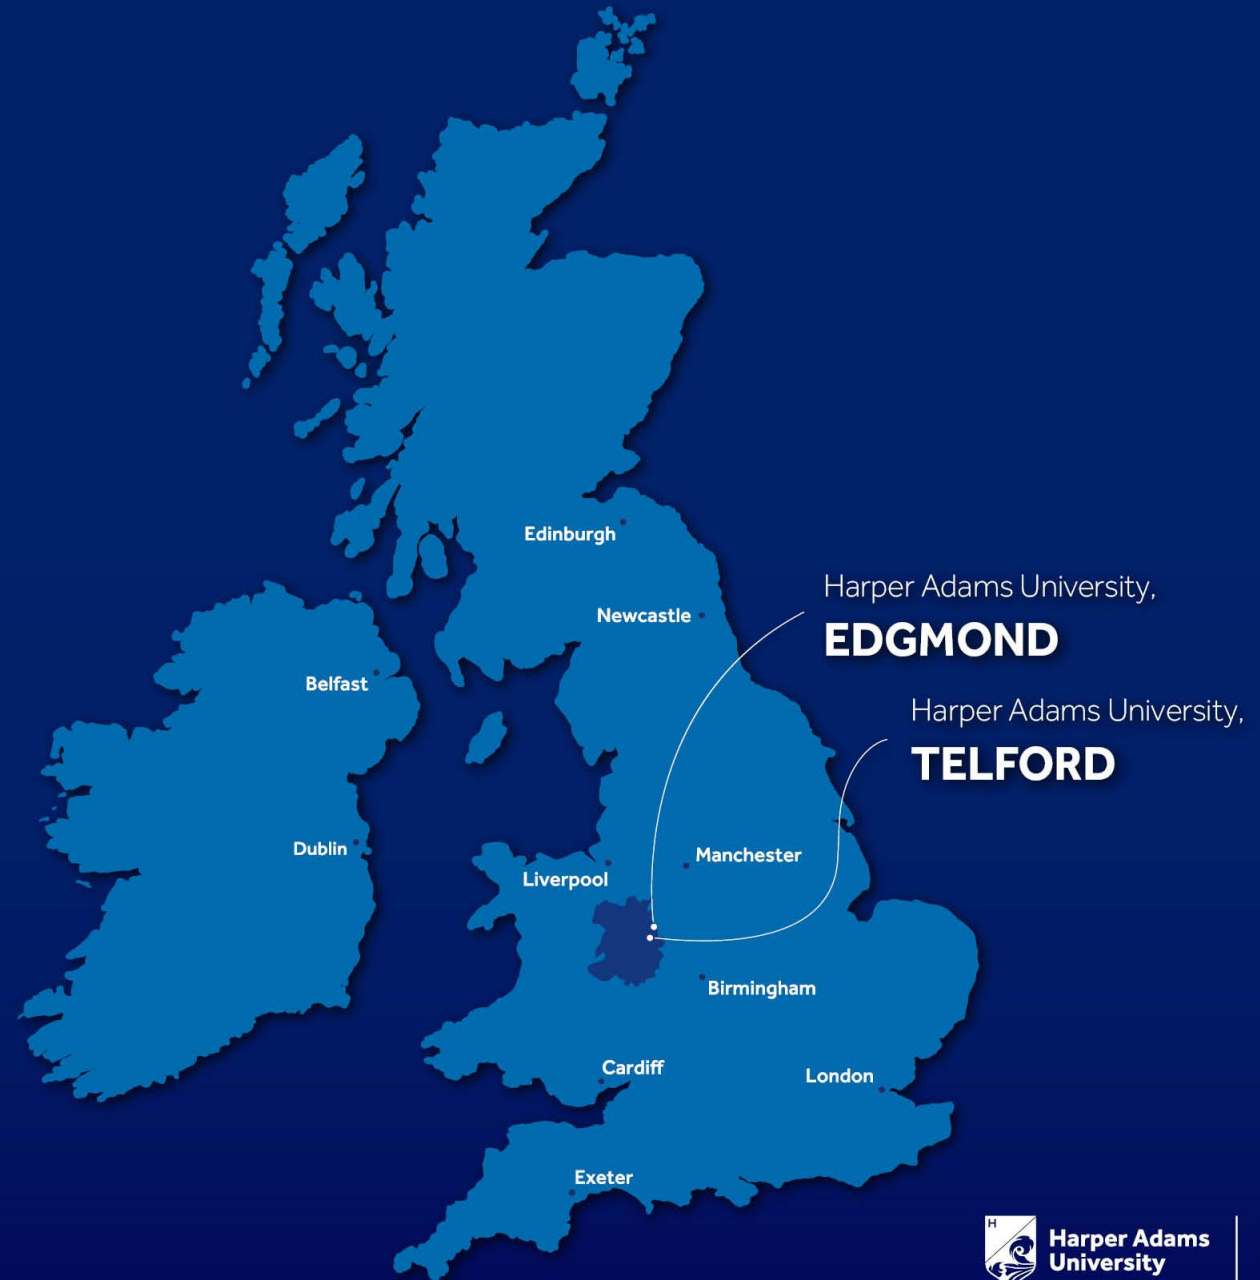 Edinburgh
Harper Adams University,
EDGMOND
Newcastle
Belfast
Harper Adams University,
TELFORD
Dublin
Manchester
Liverpool
Birmingham
Cardiff
London
Exeter
H
Harper Adams
University